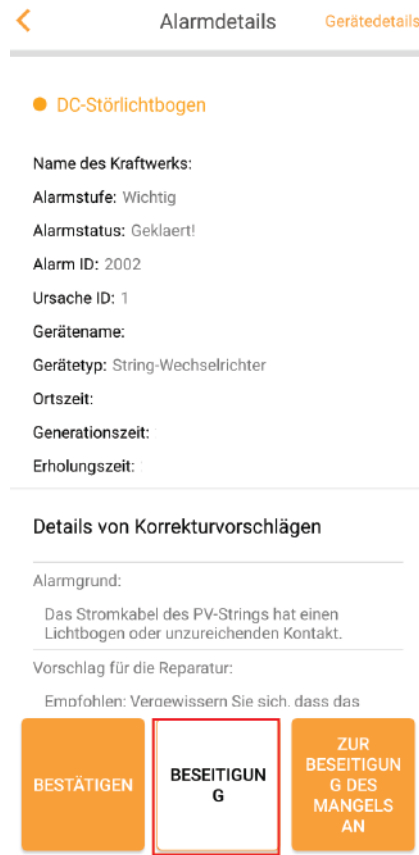 Alarmdetails Gerätedetails
DC-Störlichtbogen
Name des Kraftwerks:
Alarmstufe: Wichtig
Alarmstatus: Geklaert!
Alarm ID: 2002
Ursache ID: 1
Gerätename:
Gerätetyp: String-Wechselrichter
Ortszeit:
Generationszeit:
Erholungszeit:
Details von Korrekturvorschlägen
Alarmgrund:
Das Stromkabel des PV-Strings hat einen
Lichtbogen oder unzureichenden Kontakt.
Vorschlag für die Reparatur:
Empfohlen: Vergewissern Sie sich, dass das
BESTÄTIGEN
BESEITIGUN
G
ZUR
BESEITIGUN
G DES
MANGELS
AN